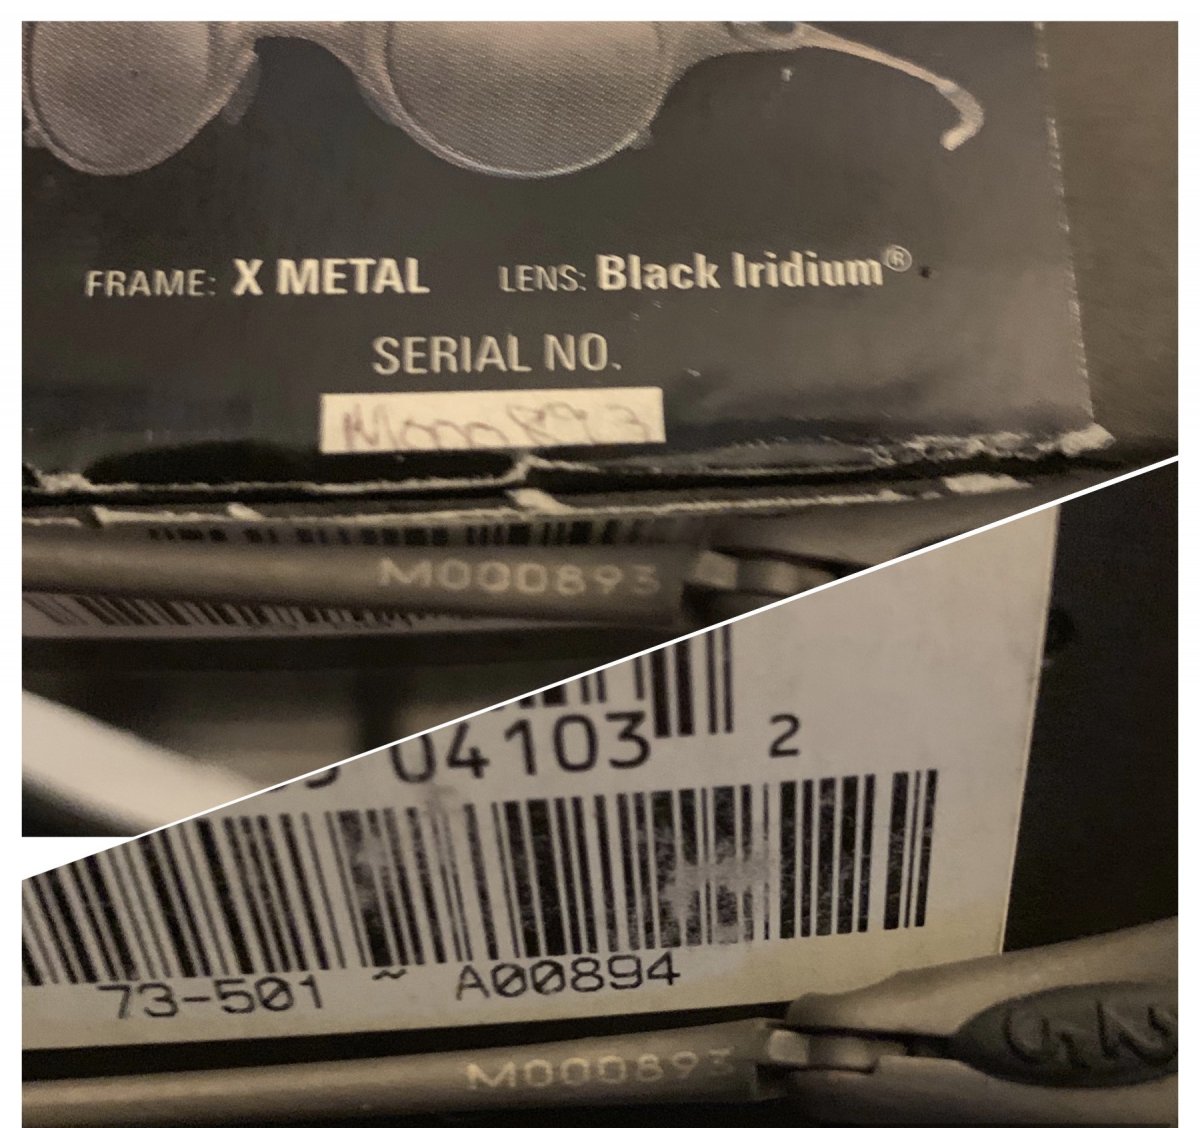 FRAME: X METAL LENS: Black Iridium®
SERIAL NO.
M000893
M000893
04103 2
73-501 ~ A00894
M000893